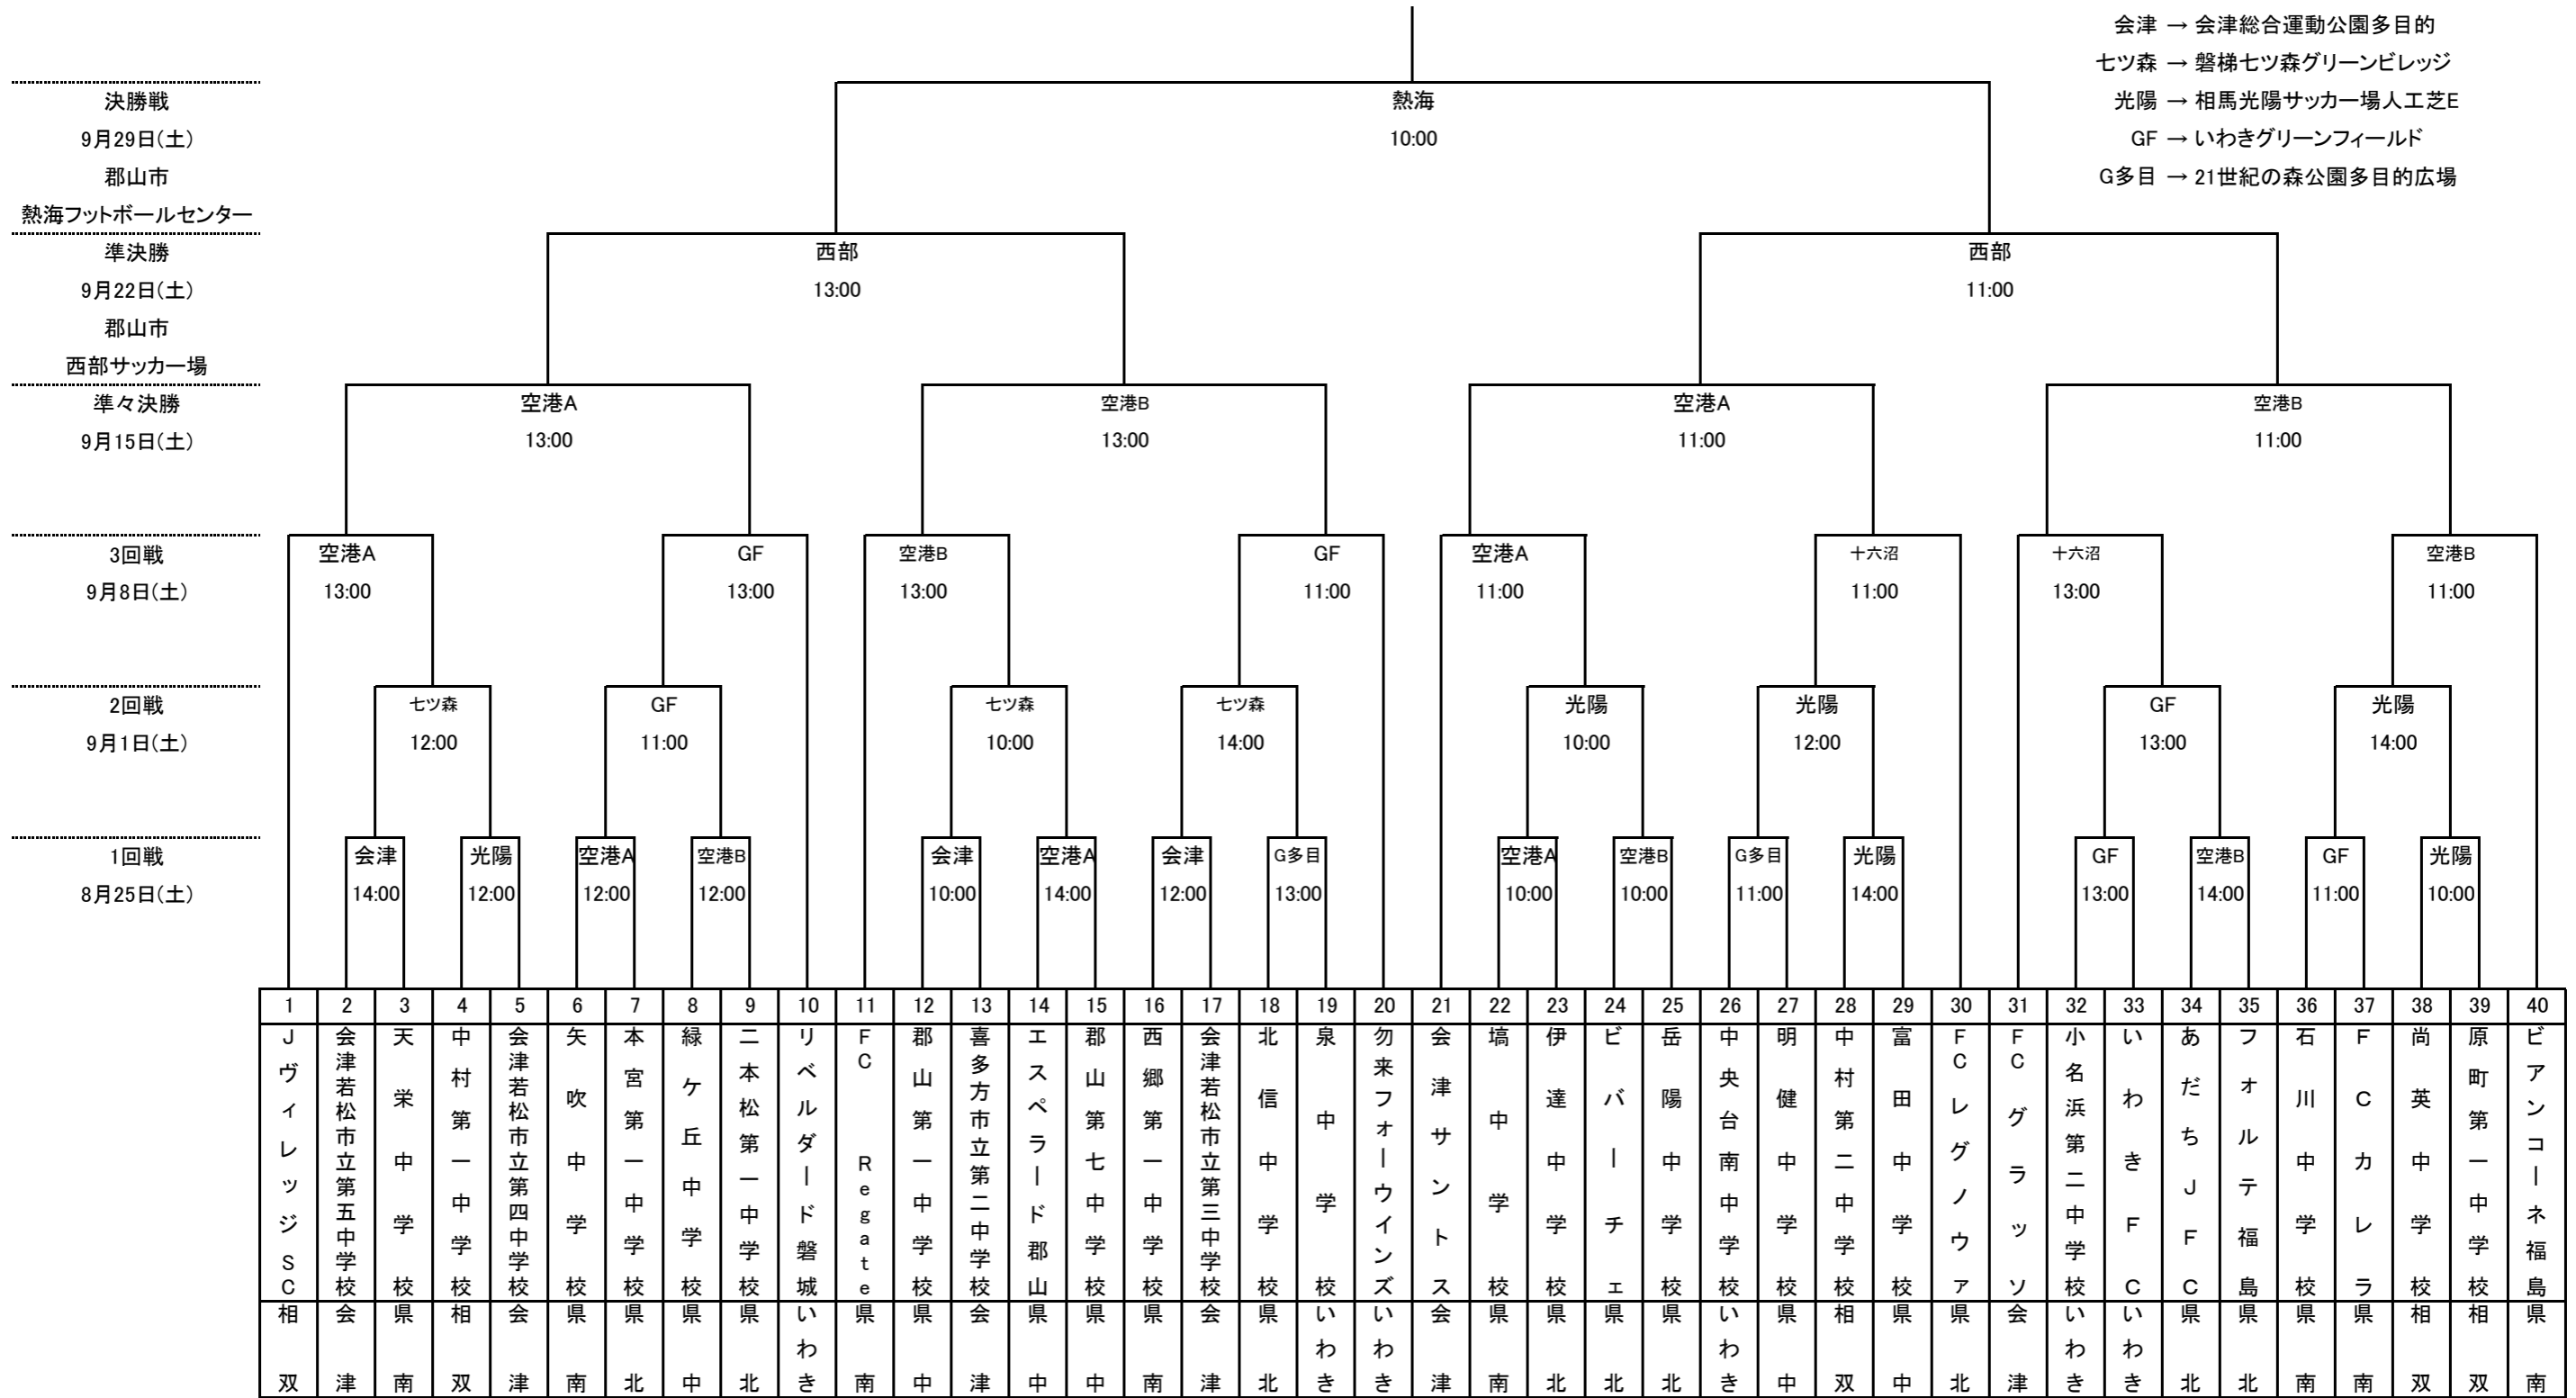 会津 → 会津総合運動公園多目的
七ツ森 → 磐梯七ツ森グリーンビレッジ
光陽 → 相馬光陽サッカー場人工芝E
GF → いわきグリーンフィールド
G多目 → 21世紀の森公園多目的広場
決勝戦
9月29日(土)
郡山市
熱海フットボールセンター
熱海
10:00
準決勝
9月22日(土)
郡山市
西部サッカー場
西部 西部
13:00 11:00
準々決勝
9月15日(土)
空港A 空港B 空港A 空港B
13:00 13:00 11:00 11:00
3回戦
9月8日(土)
空港A GF 空港B GF 空港A 十六沼 十六沼 空港B
13:00 13:00 13:00 11:00 11:00 11:00 13:00 11:00
2回戦
9月1日(土)
七ツ森 GF 七ツ森 七ツ森 光陽 光陽 GF 光陽
12:00 11:00 10:00 14:00 10:00 12:00 13:00 14:00
1回戦
8月25日(土)
会津 光陽 空港A 空港B 会津 空港A 会津 G多目 空港A 空港B G多目 光陽 GF 空港B GF 光陽
14:00 12:00 12:00 12:00 10:00 14:00 12:00 13:00 10:00 10:00 11:00 14:00 13:00 14:00 11:00 10:00
1 JヴィレッジSC 相双
2 会津若松市立第五中学校 会津
3 天栄中学校 県南
4 中村第一中学校 相双
5 会津若松市立第四中学校 会津
6 矢吹中学校 県南
7 本宮第一中学校 県北
8 緑ケ丘中学校 県中
9 二本松第一中学校 県北
10 リベルダード磐城 いわき
11 FC Regate 県南
12 郡山第一中学校 県中
13 喜多方市立第二中学校 会津
14 エスペラード郡山 県中
15 郡山第七中学校 県中
16 西郷第一中学校 県南
17 会津若松市立第三中学校 会津
18 北信中学校 県北
19 泉中学校 いわき
20 勿来フォーウインズ いわき
21 会津サントス 会津
22 塙中学校 県南
23 伊達中学校 県北
24 ビバーチェ 県北
25 岳陽中学校 県北
26 中央台南中学校 いわき
27 明健中学校 県中
28 中村第二中学校 相双
29 富田中学校 県中
30 FCレグノヴァ 県北
31 FCグラッソ 会津
32 小名浜第二中学校 いわき
33 いわきFC いわき
34 あだちJFC 県北
35 フォルテ福島 県北
36 石川中学校 県南
37 FCカレラ 県南
38 尚英中学校 相双
39 原町第一中学校 相双
40 ビアンコーネ福島 県南